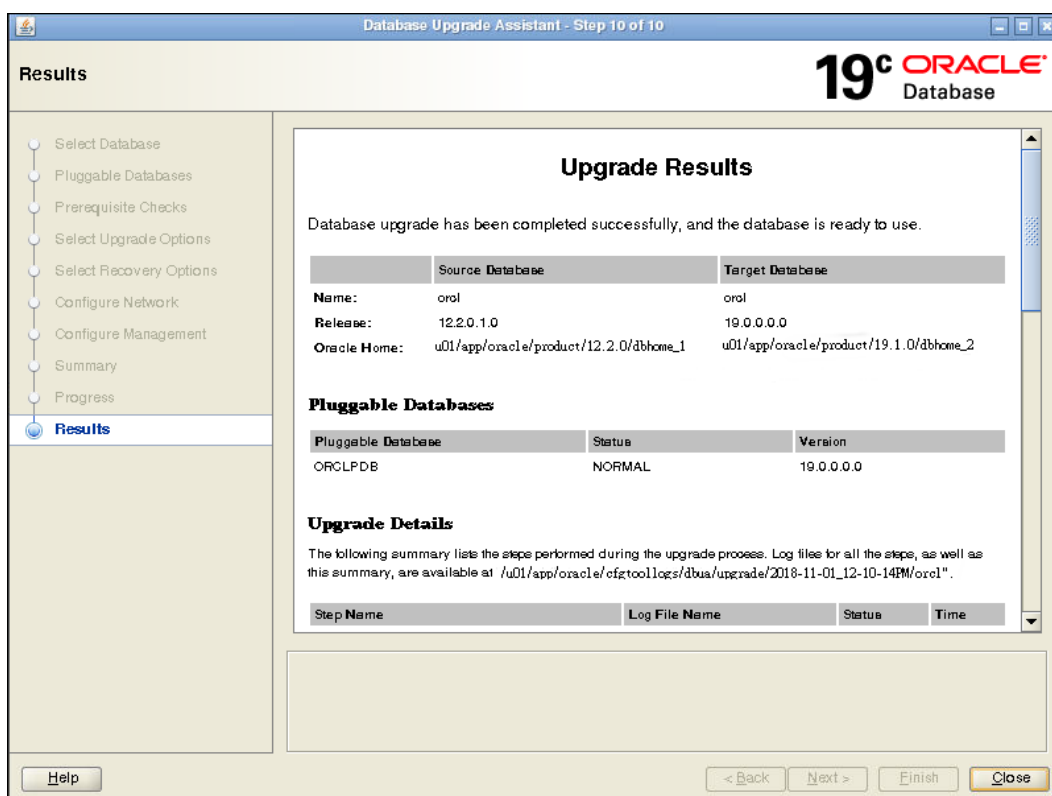 Database Upgrade Assistant - Step 10 of 10
Results
19c ORACLE Database
Select Database
Pluggable Databases
Prerequisite Checks
Select Upgrade Options
Select Recovery Options
Configure Network
Configure Management
Summary
Progress
Results
Upgrade Results
Database upgrade has been completed successfully, and the database is ready to use.
Source Database Target Database
Name: orcl orcl
Release: 12.2.0.1.0 19.0.0.0.0
Oracle Home: u01/app/oracle/product/12.2.0/dbhome_1 u01/app/oracle/product/19.1.0/dbhome_2
Pluggable Databases
Pluggable Database Status Version
ORCLPDB NORMAL 19.0.0.0.0
Upgrade Details
The following summary lists the steps performed during the upgrade process. Log files for all the steps, as well as
this summary, are available at /u01/app/oracle/cfgtoollogs/dbua/upgrade/2018-11-01_12-10-14PM/orcl".
Step Name Log File Name Status Time
Help < Back Next > Finish Close